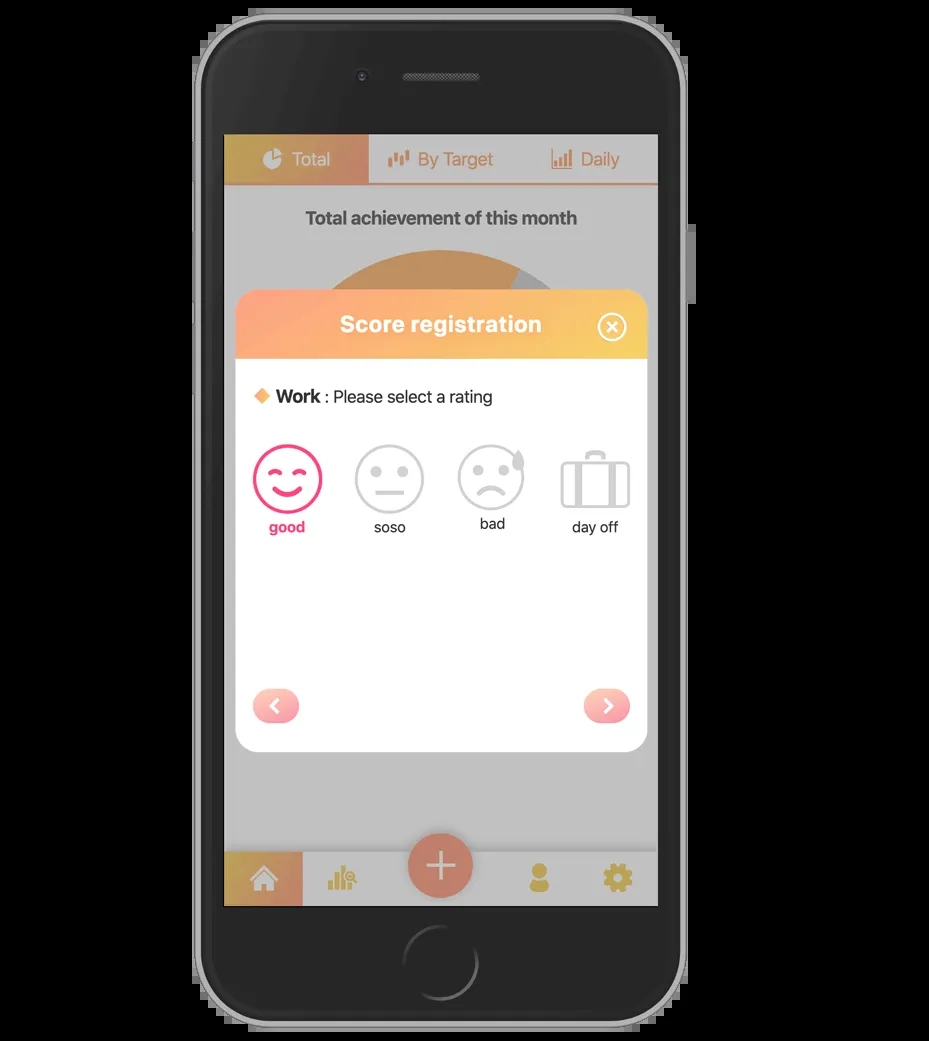 Total By Target Daily
Total achievement of this month
Score registration
Work : Please select a rating
good soso bad day off